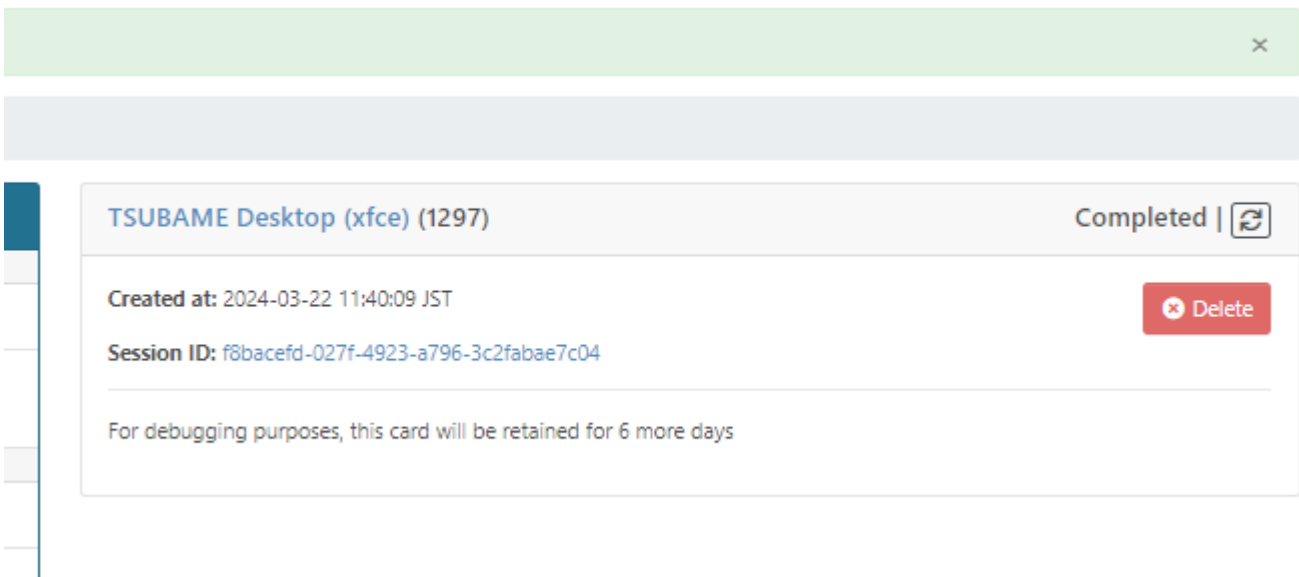 ×
TSUBAME Desktop (xfce) (1297)
Completed |
Created at: 2024-03-22 11:40:09 JST
Delete
Session ID: f8bacefd-027f-4923-a796-3c2fabae7c04
For debugging purposes, this card will be retained for 6 more days